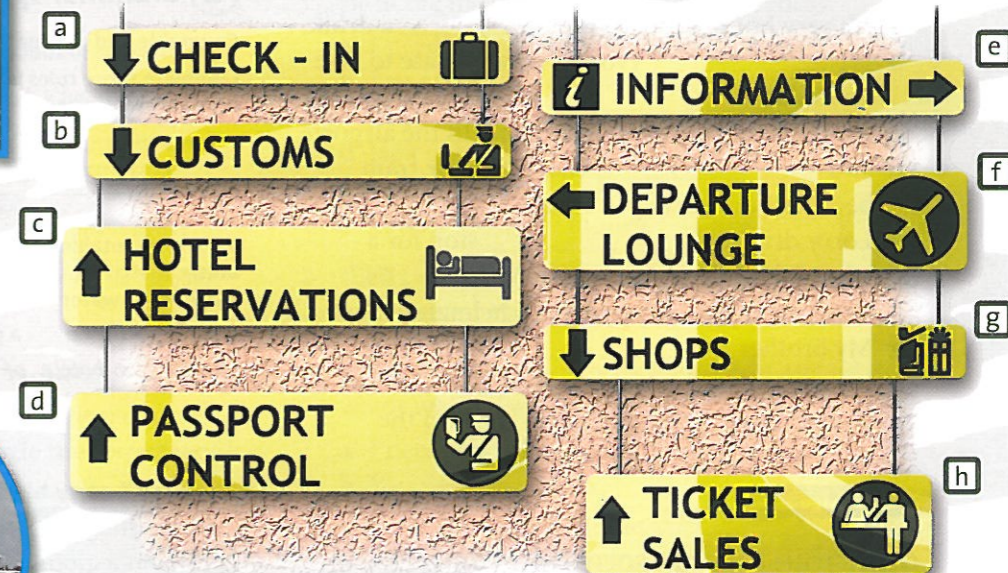 a
CHECK - IN
b
CUSTOMS
c
HOTEL
RESERVATIONS
d
PASSPORT
CONTROL
e
i INFORMATION
f
DEPARTURE
LOUNGE
g
SHOPS
h
TICKET
SALES